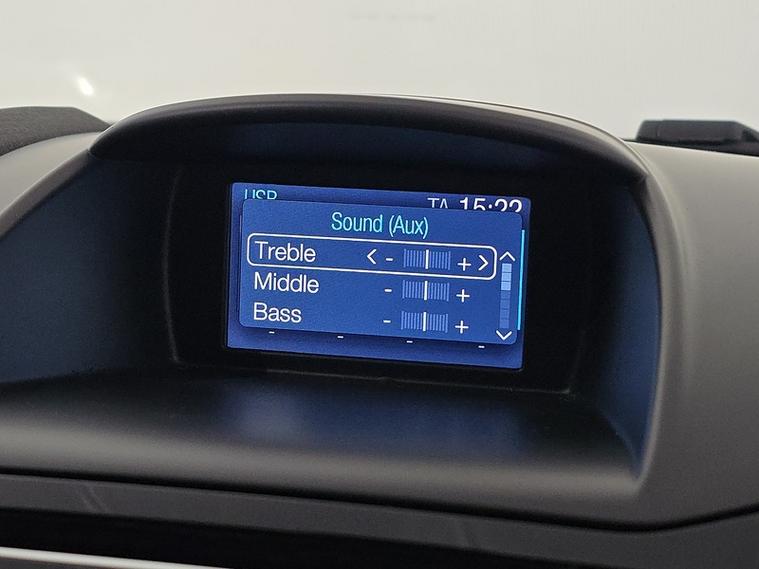 USB TA 15:22
Sound (Aux)
Treble < - + >
Middle - +
Bass - +